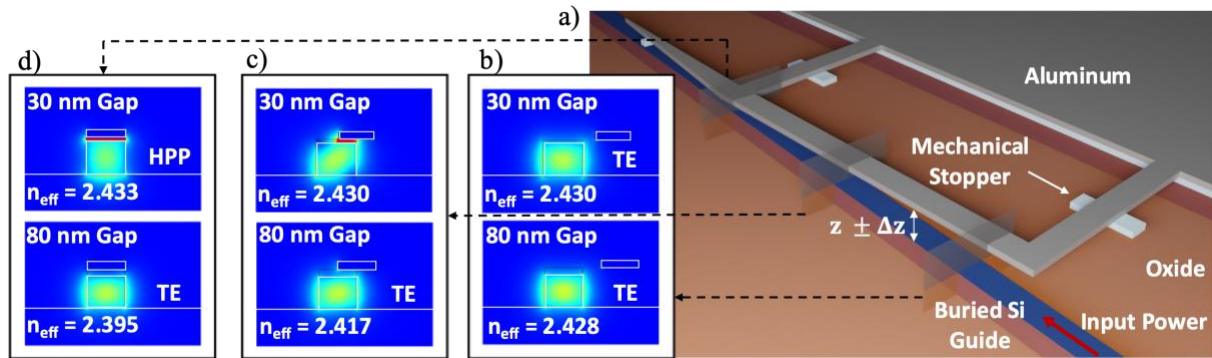 a)
d)
30 nm Gap
HPP
n_eff = 2.433
80 nm Gap
TE
n_eff = 2.395
c)
30 nm Gap
n_eff = 2.430
80 nm Gap
TE
n_eff = 2.417
b)
30 nm Gap
TE
n_eff = 2.430
80 nm Gap
TE
n_eff = 2.428
Aluminum
Mechanical
Stopper
z ± Δz
Oxide
Buried Si
Guide
Input Power